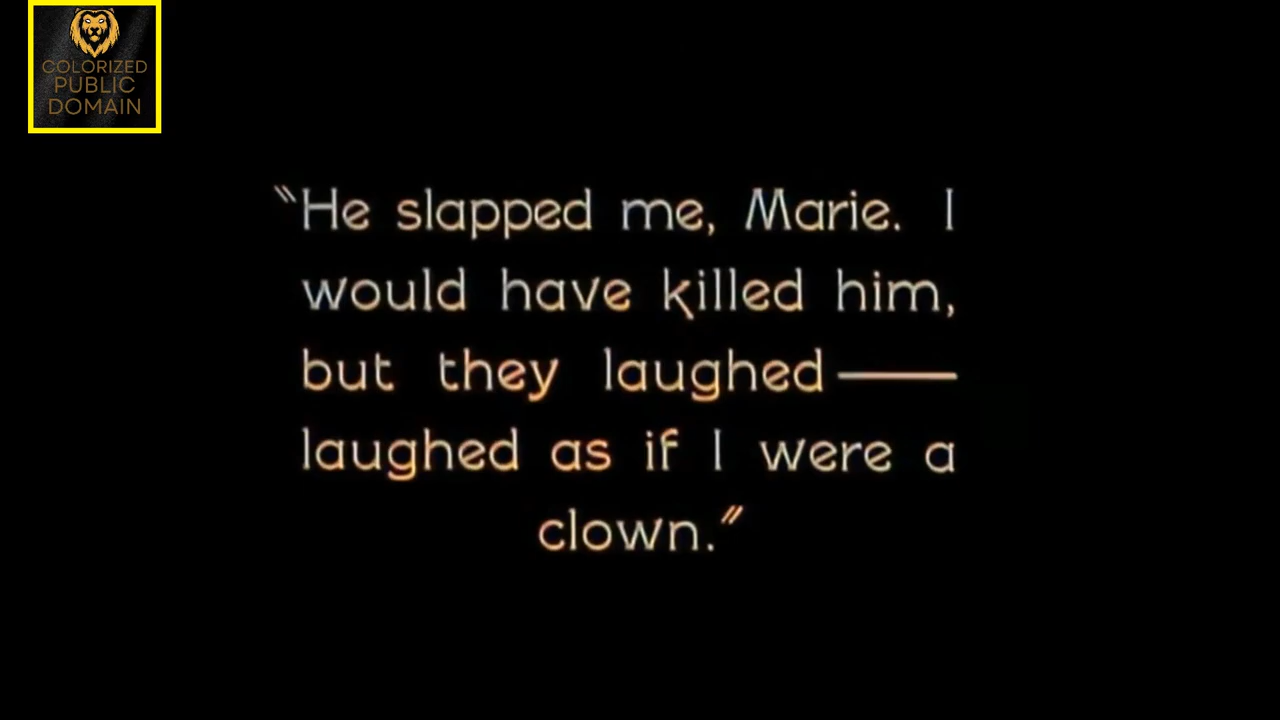 COLORIZED
PUBLIC
DOMAIN
"He slapped me, Marie. I
would have killed him,
but they laughed——
laughed as if I were a
clown."